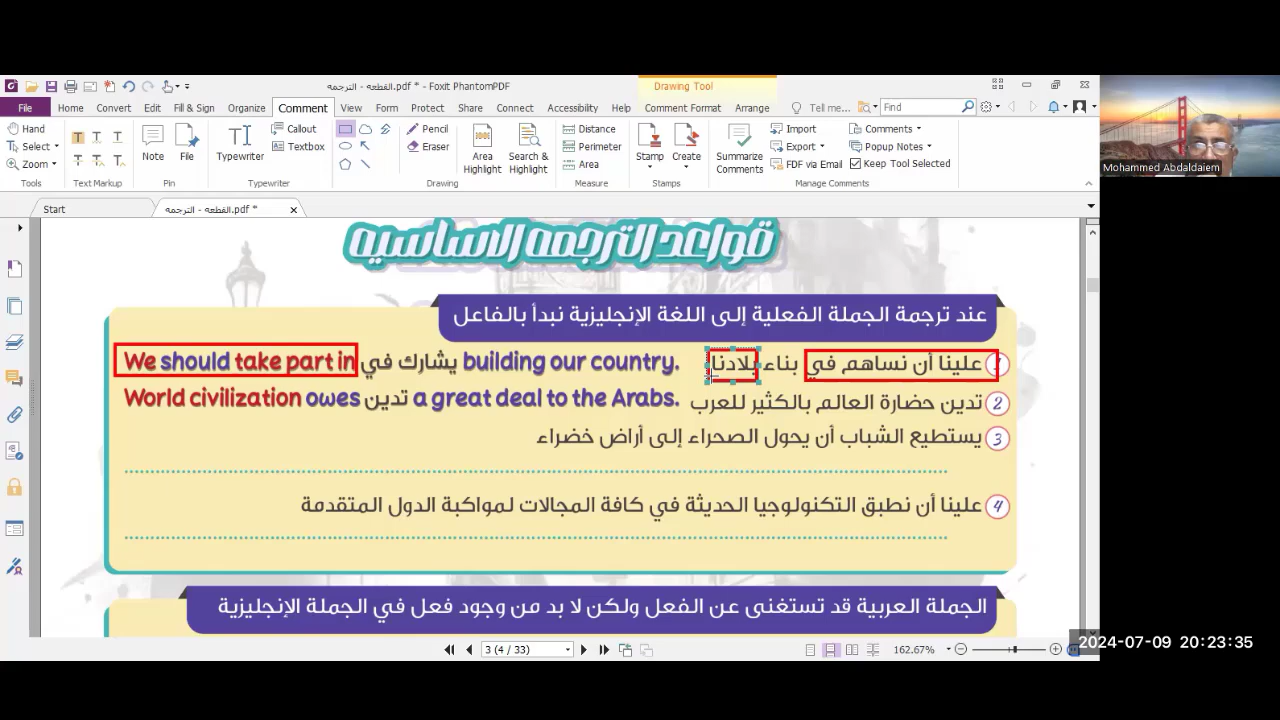 القطعه - الترجمه.pdf * - Foxit PhantomPDF
Drawing Tool
File Home Convert Edit Fill & Sign Organize Comment View Form Protect Share Connect Accessibility Help Comment Format Arrange Tell me... Find
Hand
Select
Zoom
Tools
Text Markup
Note
File
Pin
Typewriter
Callout
Textbox
Typewriter
Pencil
Eraser
Area Highlight
Search & Highlight
Drawing
Distance
Perimeter
Area
Measure
Stamp
Create
Stamps
Summarize Comments
Import
Export
FDF via Email
Comments
Popup Notes
Keep Tool Selected
Manage Comments
Mohammed Abdaldaiem
Start
القطعه - الترجمه.pdf *
قواعد الترجمه الاساسيه
عند ترجمة الجملة الفعلية إلى اللغة الإنجليزية نبدأ بالفاعل
1 علينا أن نساهم في بناء بلادنا
We should take part in يشارك في building our country.
2 تدين حضارة العالم بالكثير للعرب
World civilization owes تدين a great deal to the Arabs.
3 يستطيع الشباب أن يحول الصحراء إلى أراض خضراء
4 علينا أن نطبق التكنولوجيا الحديثة في كافة المجالات لمواكبة الدول المتقدمة
الجملة العربية قد تستغنى عن الفعل ولكن لا بد من وجود فعل في الجملة الإنجليزية
3 (4 / 33)
162.67%
2024-07-09 20:23:35